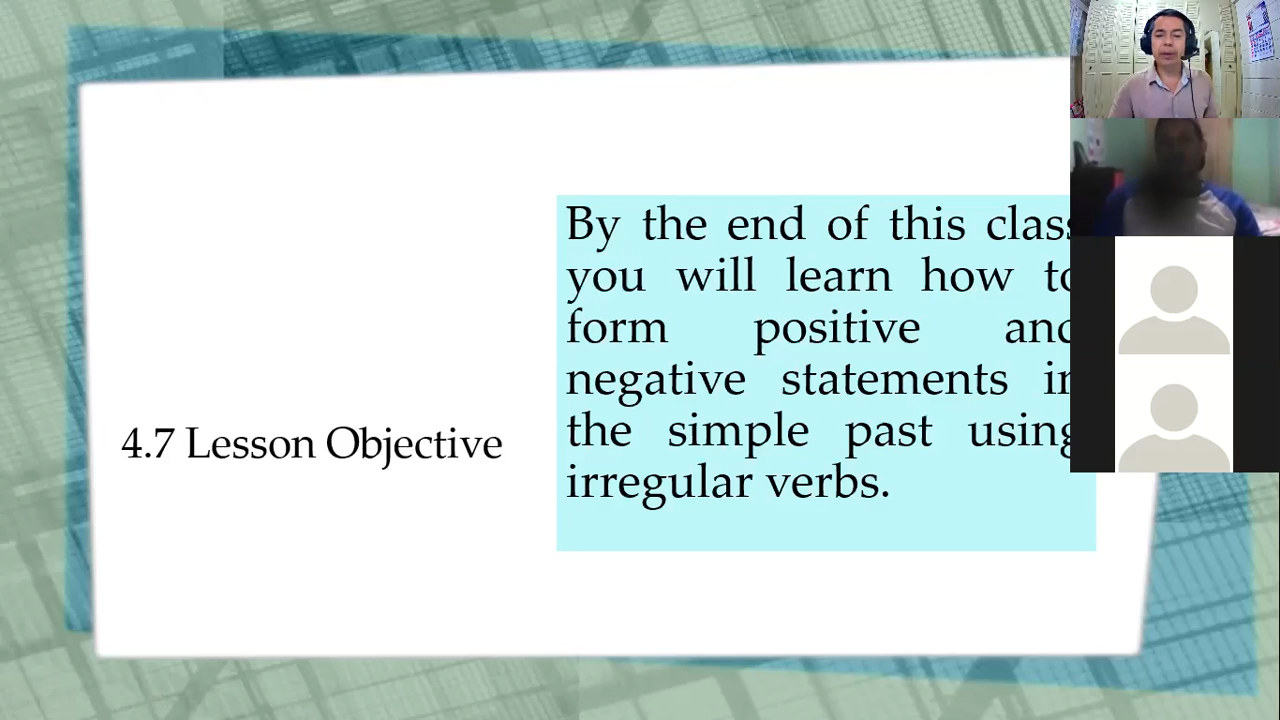 4.7 Lesson Objective
By the end of this class
you will learn how to
form positive and
negative statements in
the simple past using
irregular verbs.